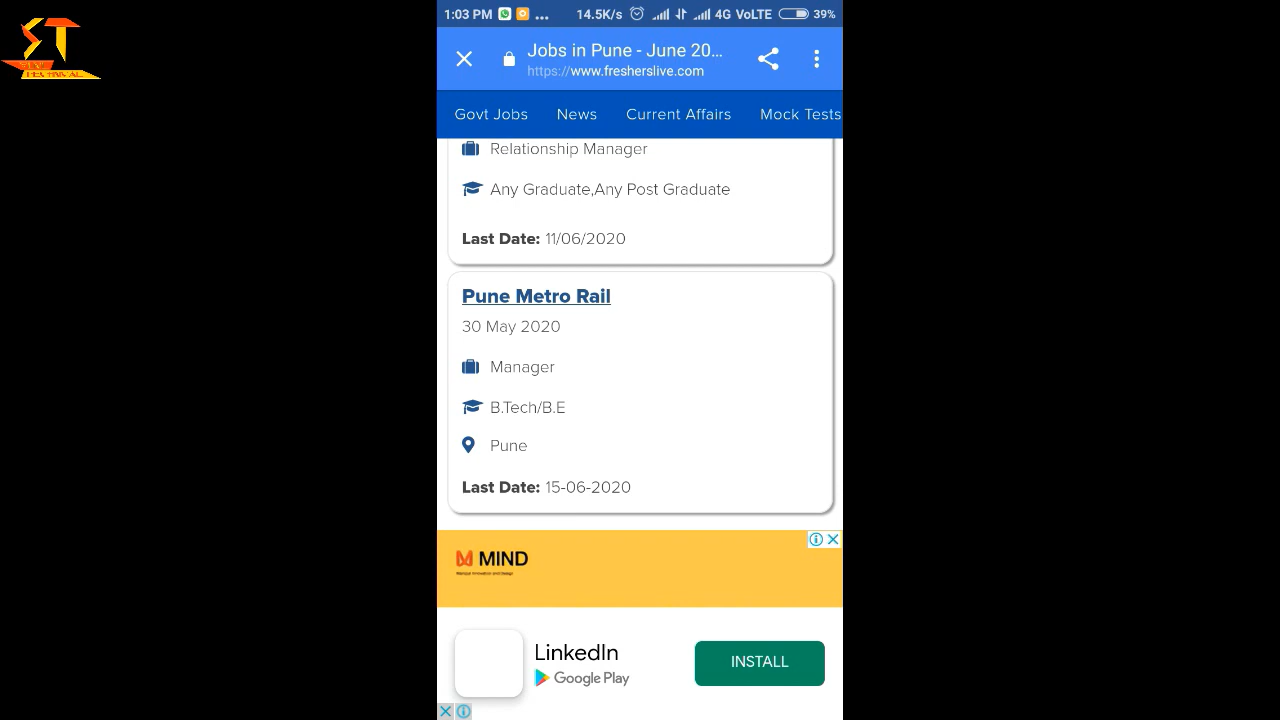 ST
TECHNICAL
1:03 PM ... 14.5K/s 4G VoLTE 39%
Jobs in Pune - June 20...
https://www.fresherslive.com
Govt Jobs News Current Affairs Mock Tests
Relationship Manager
Any Graduate,Any Post Graduate
Last Date: 11/06/2020
Pune Metro Rail
30 May 2020
Manager
B.Tech/B.E
Pune
Last Date: 15-06-2020
MIND
LinkedIn
Google Play
INSTALL